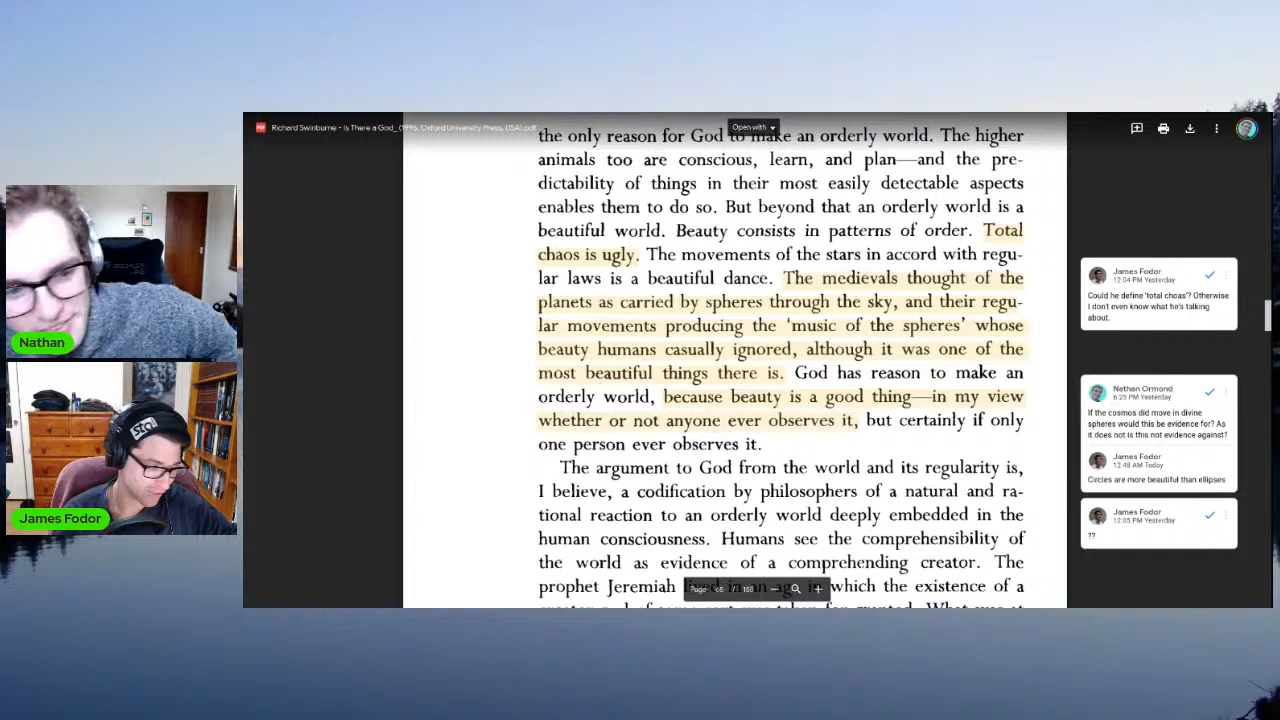 Richard Swinburne - Is There a God_ (1996, Oxford University Press, USA).pdf
Open with
the only reason for God to make an orderly world. The higher
animals too are conscious, learn, and plan—and the pre-
dictability of things in their most easily detectable aspects
enables them to do so. But beyond that an orderly world is a
beautiful world. Beauty consists in patterns of order. Total
chaos is ugly. The movements of the stars in accord with regu-
lar laws is a beautiful dance. The medievals thought of the
planets as carried by spheres through the sky, and their regu-
lar movements producing the ‘music of the spheres’ whose
beauty humans casually ignored, although it was one of the
most beautiful things there is. God has reason to make an
orderly world, because beauty is a good thing—in my view
whether or not anyone ever observes it, but certainly if only
one person ever observes it.
The argument to God from the world and its regularity is,
I believe, a codification by philosophers of a natural and ra-
tional reaction to an orderly world deeply embedded in the
human consciousness. Humans see the comprehensibility of
the world as evidence of a comprehending creator. The
prophet Jeremiah lived in an age in which the existence of a
Page 65 / 158
James Fodor
12:04 PM Yesterday
Could he define 'total choas'? Otherwise
I don't even know what he's talking
about.
Nathan Ormond
6:25 PM Yesterday
If the cosmos did move in divine
spheres would this be evidence for? As
it does not is this not evidence against?
James Fodor
12:48 AM Today
Circles are more beautiful than ellipses
James Fodor
12:05 PM Yesterday
??
Nathan
James Fodor